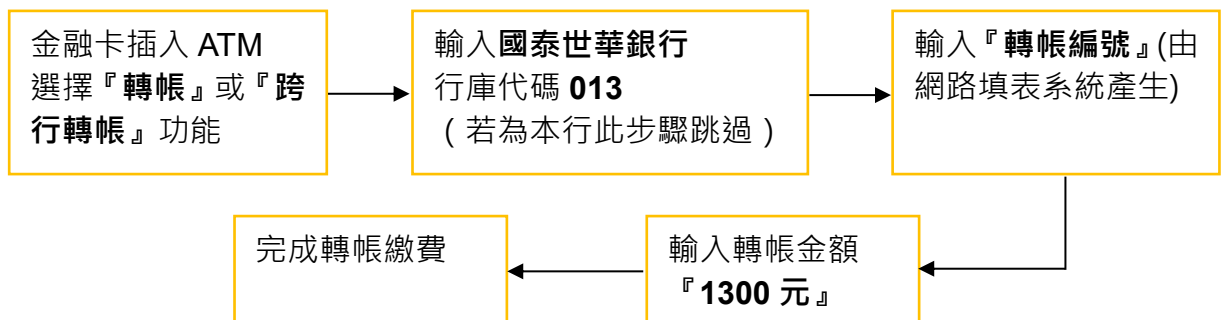 金融卡插入 ATM
選擇『轉帳』或『跨
行轉帳』功能
輸入國泰世華銀行
行庫代碼 013
（若為本行此步驟跳過）
輸入『轉帳編號』(由
網路填表系統產生)
輸入轉帳金額
『1300 元』
完成轉帳繳費